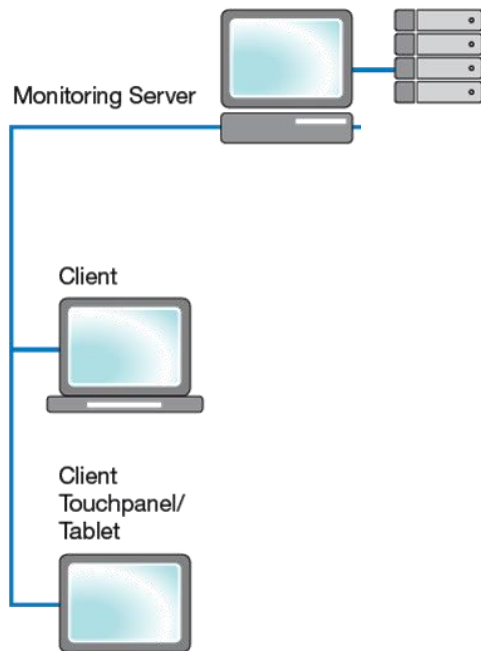 Monitoring Server
Client
Client
Touchpanel/
Tablet